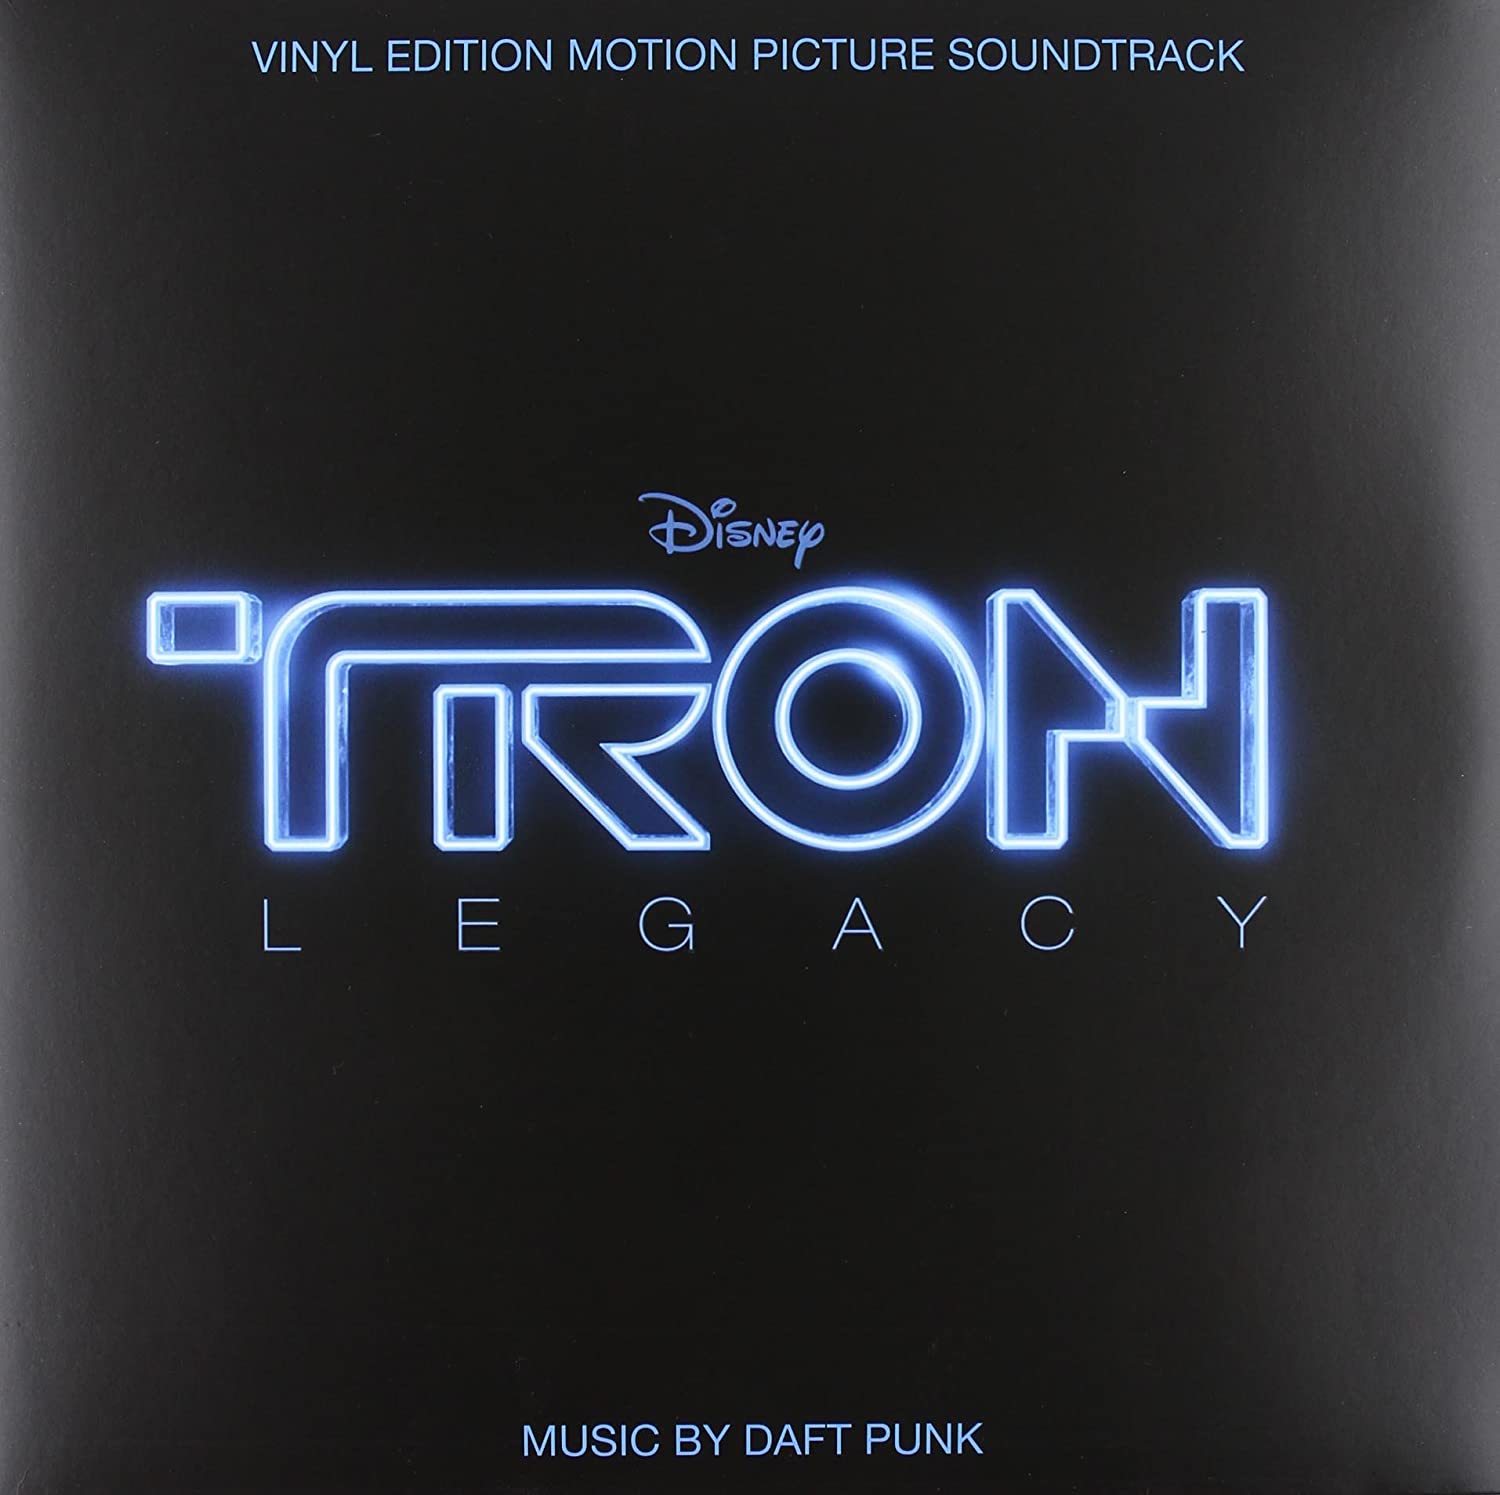 VINYL EDITION MOTION PICTURE SOUNDTRACK
Disney
TRON
LEGACY
MUSIC BY DAFT PUNK